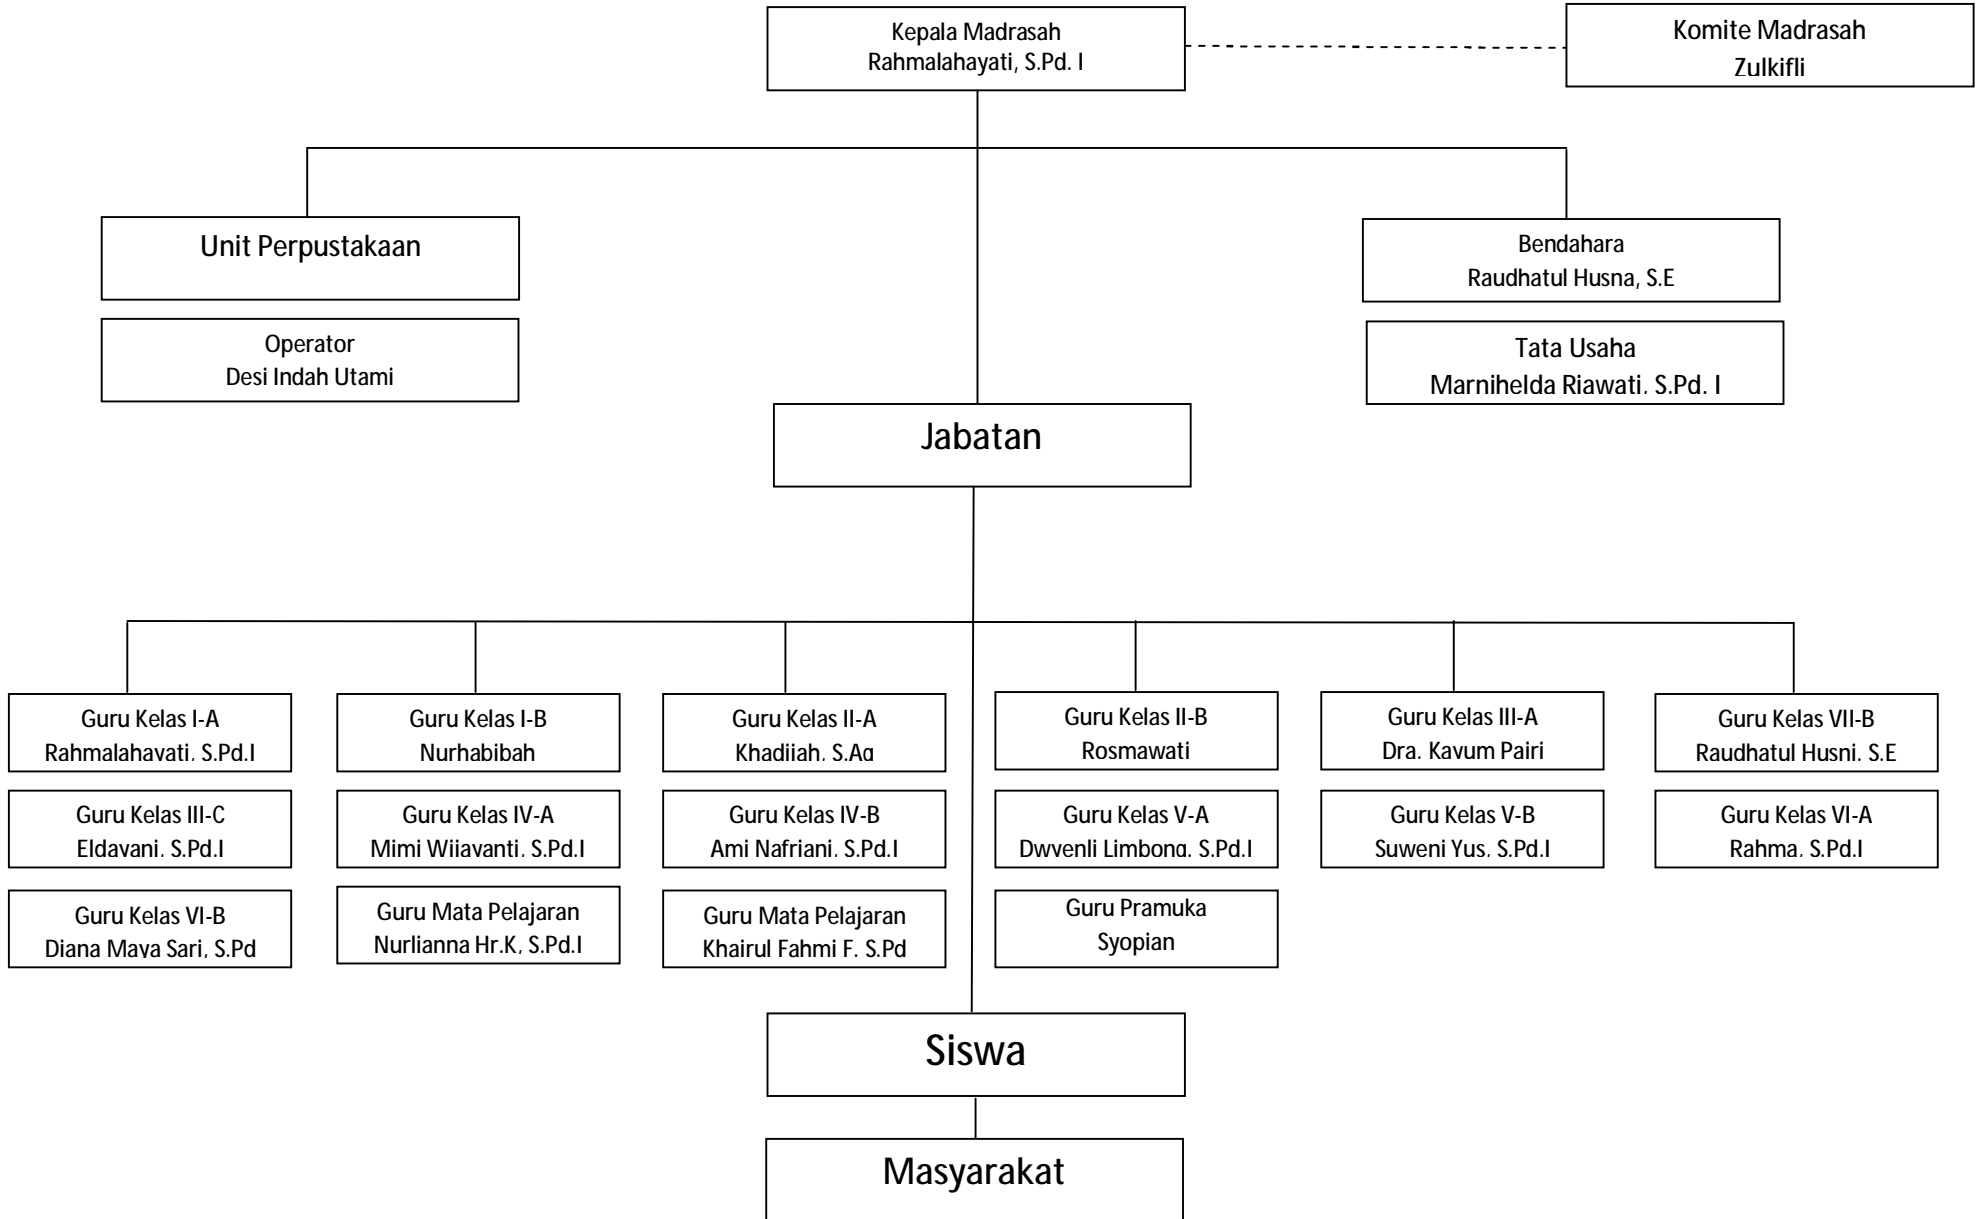 Kepala Madrasah
Rahmalahayati, S.Pd. I
Komite Madrasah
Zulkifli
Unit Perpustakaan
Bendahara
Raudhatul Husna, S.E
Operator
Desi Indah Utami
Tata Usaha
Marnihelda Riawati, S.Pd. I
Jabatan
Guru Kelas I-A
Rahmalahayati, S.Pd.I
Guru Kelas I-B
Nurhabibah
Guru Kelas II-A
Khadijah, S.Ag
Guru Kelas II-B
Rosmawati
Guru Kelas III-A
Dra. Kayum Pairi
Guru Kelas VII-B
Raudhatul Husni, S.E
Guru Kelas III-C
Eldayani, S.Pd.I
Guru Kelas IV-A
Mimi Wijayanti, S.Pd.I
Guru Kelas IV-B
Ami Nafriani, S.Pd.I
Guru Kelas V-A
Dwyenli Limbong, S.Pd.I
Guru Kelas V-B
Suweni Yus, S.Pd.I
Guru Kelas VI-A
Rahma, S.Pd.I
Guru Kelas VI-B
Diana Maya Sari, S.Pd
Guru Mata Pelajaran
Nurlianna Hr.K, S.Pd.I
Guru Mata Pelajaran
Khairul Fahmi F, S.Pd
Guru Pramuka
Syopian
Siswa
Masyarakat